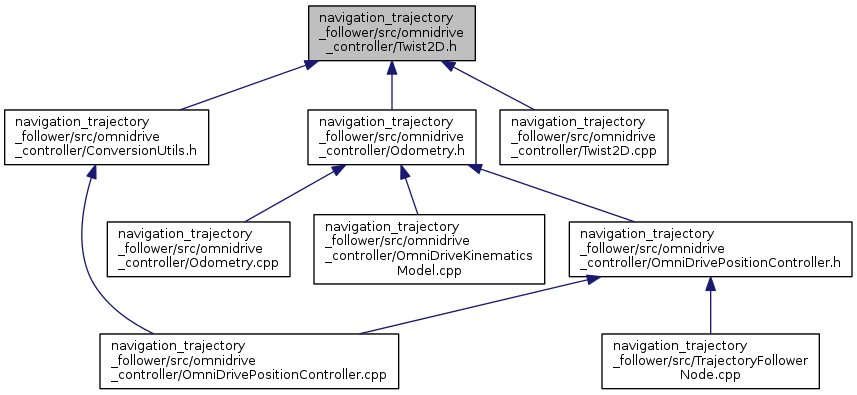 navigation_trajectory
_follower/src/omnidrive
_controller/Twist2D.h
navigation_trajectory
_follower/src/omnidrive
_controller/ConversionUtils.h
navigation_trajectory
_follower/src/omnidrive
_controller/Odometry.h
navigation_trajectory
_follower/src/omnidrive
_controller/Twist2D.cpp
navigation_trajectory
_follower/src/omnidrive
_controller/Odometry.cpp
navigation_trajectory
_follower/src/omnidrive
_controller/OmniDriveKinematics
Model.cpp
navigation_trajectory
_follower/src/omnidrive
_controller/OmniDrivePositionController.h
navigation_trajectory
_follower/src/omnidrive
_controller/OmniDrivePositionController.cpp
navigation_trajectory
_follower/src/TrajectoryFollower
Node.cpp